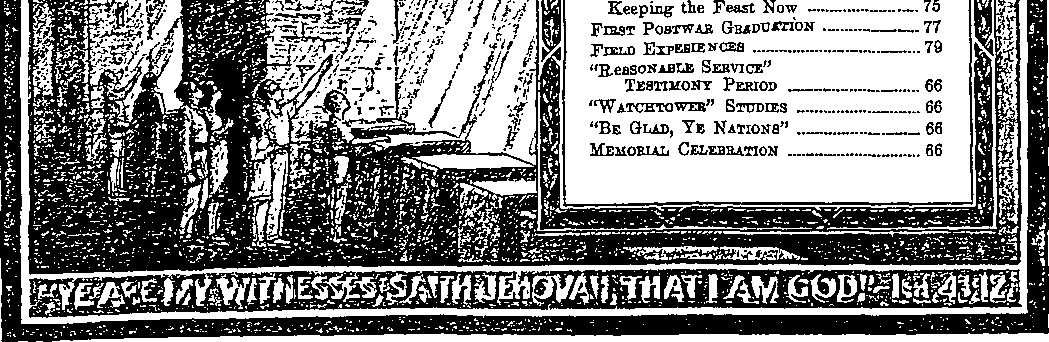 Keeping the Feast Now ........ 75
FIRST POSTWAR GRADUATION ........ 77
FIELD EXPERIENCES ........ 79
"REASONABLE SERVICE"
TESTIMONY PERIOD ........ 66
"WATCHTOWER" STUDIES ........ 66
"BE GLAD, YE NATIONS" ........ 66
MEMORIAL CELEBRATION ........ 66
"YE ARE MY WITNESSES, SAITH JEHOVAH, THAT I AM GOD."-Isa. 43:12